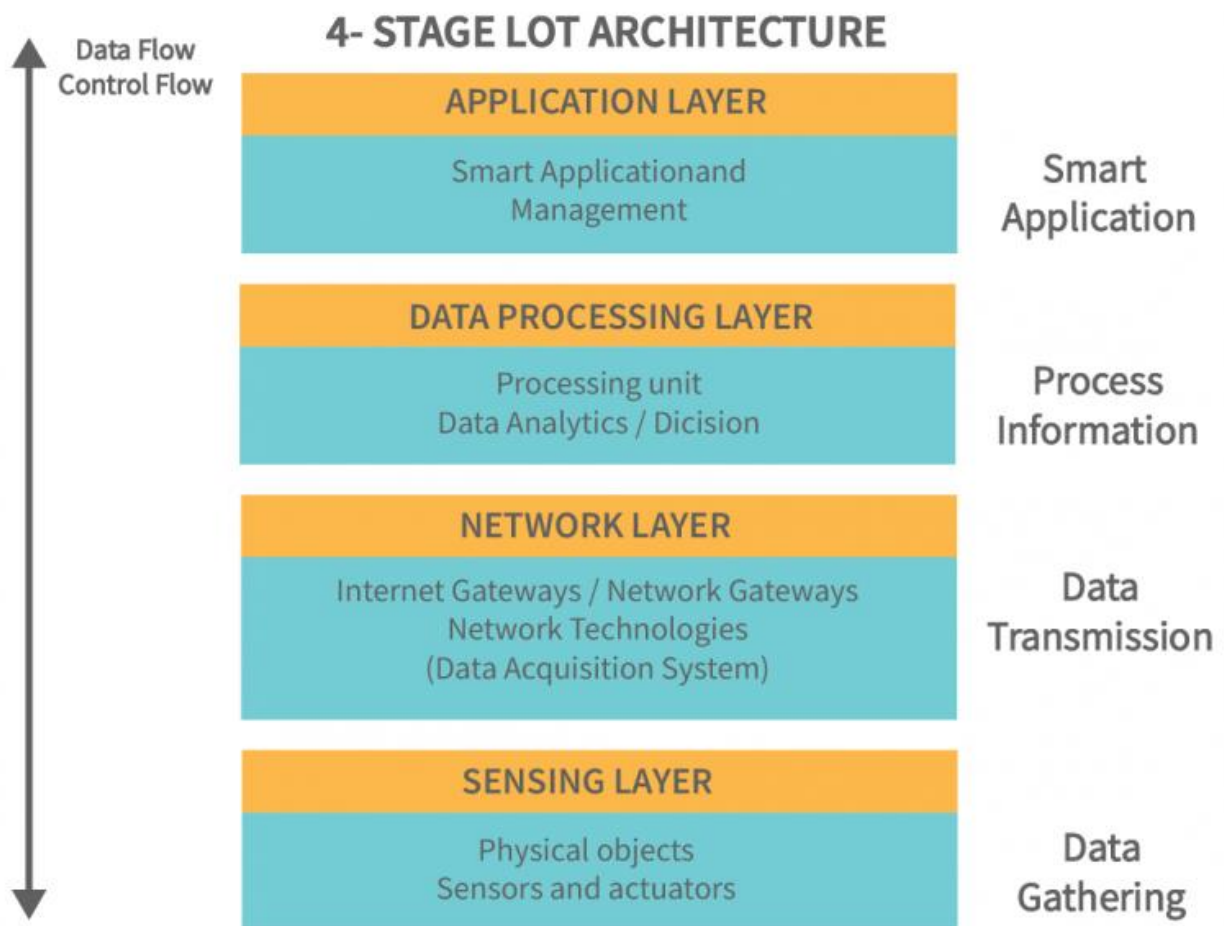 4- STAGE LOT ARCHITECTURE
Data Flow
Control Flow
APPLICATION LAYER
Smart Applicationand
Management
Smart
Application
DATA PROCESSING LAYER
Processing unit
Data Analytics / Dicision
Process
Information
NETWORK LAYER
Internet Gateways / Network Gateways
Network Technologies
(Data Acquisition System)
Data
Transmission
SENSING LAYER
Physical objects
Sensors and actuators
Data
Gathering